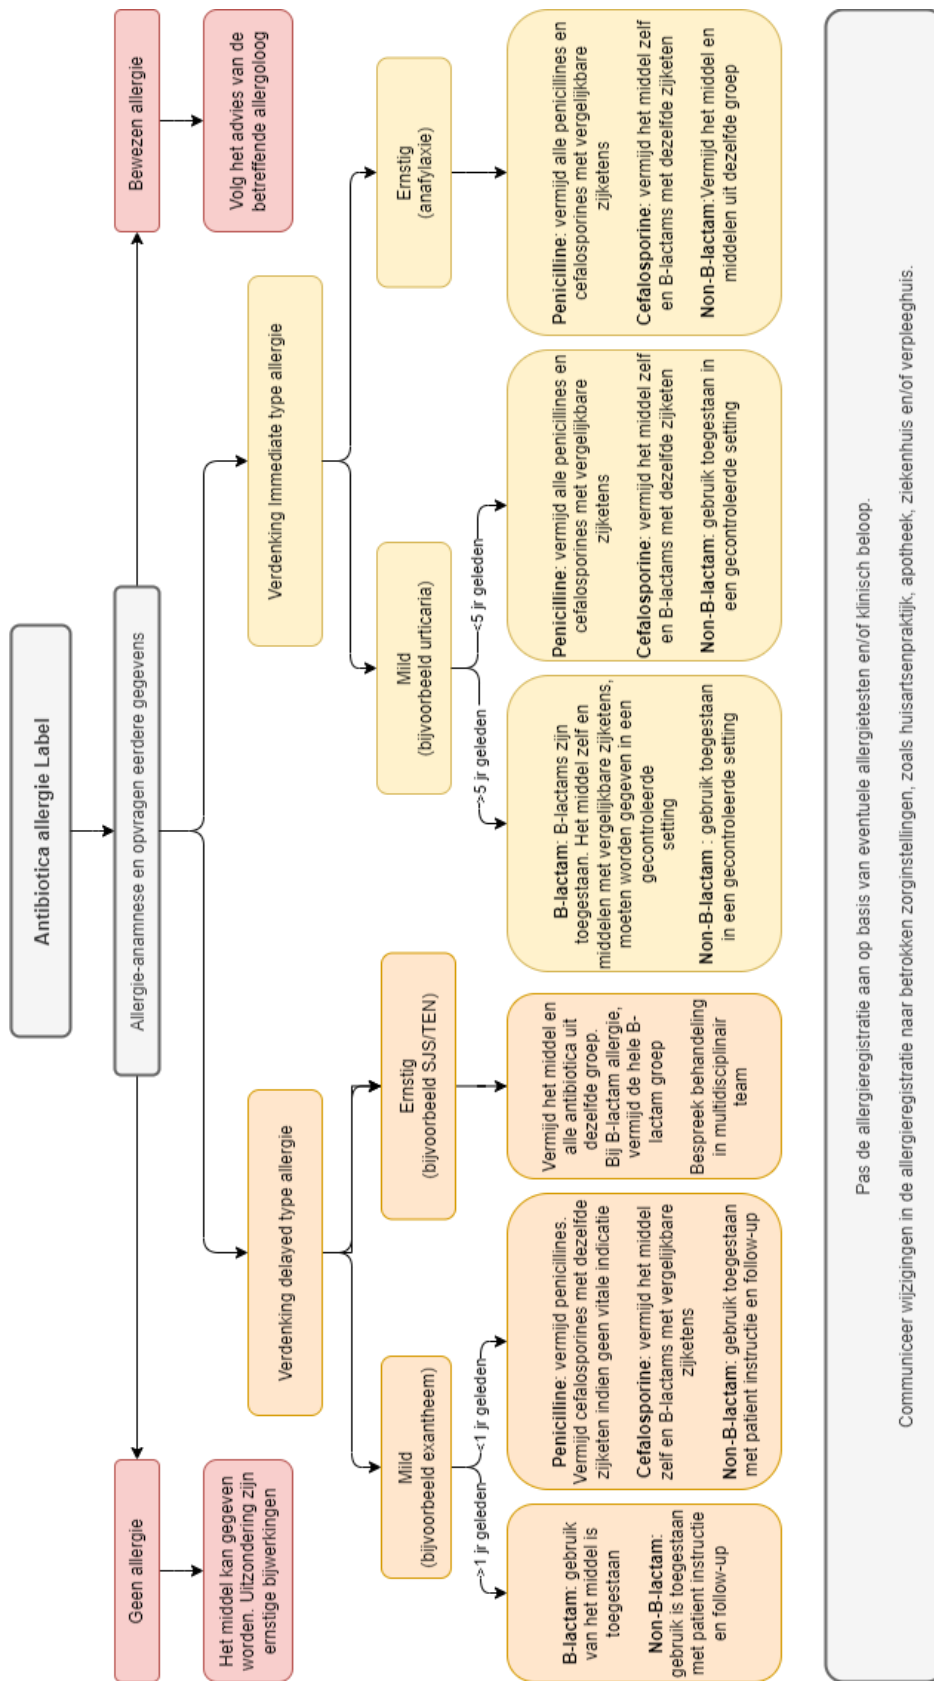 Antibiotica allergie Label
Allergie-anamnese en opvragen eerdere gegevens
Geen allergie
Het middel kan gegeven
worden. Uitzondering zijn
ernstige bijwerkingen
Verdenking delayed type allergie
Mild
(bijvoorbeeld exantheem)
>1 jr geleden
<1 jr geleden
B-lactam: gebruik
van het middel is
toegestaan
Non-B-lactam:
gebruik is toegestaan
met patient instructie
en follow-up
Penicilline: vermijd penicillines.
Vermijd cefalosporines met dezelfde
zijketen indien geen vitale indicatie
Cefalosporine: vermijd het middel
zelf en B-lactams met vergelijkbare
zijketens
Non-B-lactam: gebruik toegestaan
met patient instructie en follow-up
Ernstig
(bijvoorbeeld SJS/TEN)
Vermijd het middel en
alle antibiotica uit
dezelfde groep.
Bij B-lactam allergie,
vermijd de hele B-
lactam groep
Bespreek behandeling
in multidisciplinair
team
Verdenking Immediate type allergie
Mild
(bijvoorbeeld urticaria)
>5 jr geleden
<5 jr geleden
B-lactam: B-lactams zijn
toegestaan. Het middel zelf en
middelen met vergelijkbare zijketens,
moeten worden gegeven in een
gecontroleerde
setting
Non-B-lactam : gebruik toegestaan
in een gecontroleerde setting
Penicilline: vermijd alle penicillines en
cefalosporines met vergelijkbare
zijketens
Cefalosporine: vermijd het middel zelf
en B-lactams met dezelfde zijketen
Non-B-lactam: gebruik toegestaan in
een gecontroleerde setting
Ernstig
(anafylaxie)
Penicilline: vermijd alle penicillines en
cefalosporines met vergelijkbare
zijketens
Cefalosporine: vermijd het middel zelf
en B-lactams met dezelfde zijketen
Non-B-lactam:Vermijd het middel en
middelen uit dezelfde groep
Bewezen allergie
Volg het advies van de
betreffende allergoloog
Pas de allergieregistratie aan op basis van eventuele allergietesten en/of klinisch beloop.
Communiceer wijzigingen in de allergieregistratie naar betrokken zorginstellingen, zoals huisartsenpraktijk, apotheek, ziekenhuis en/of verpleeghuis.